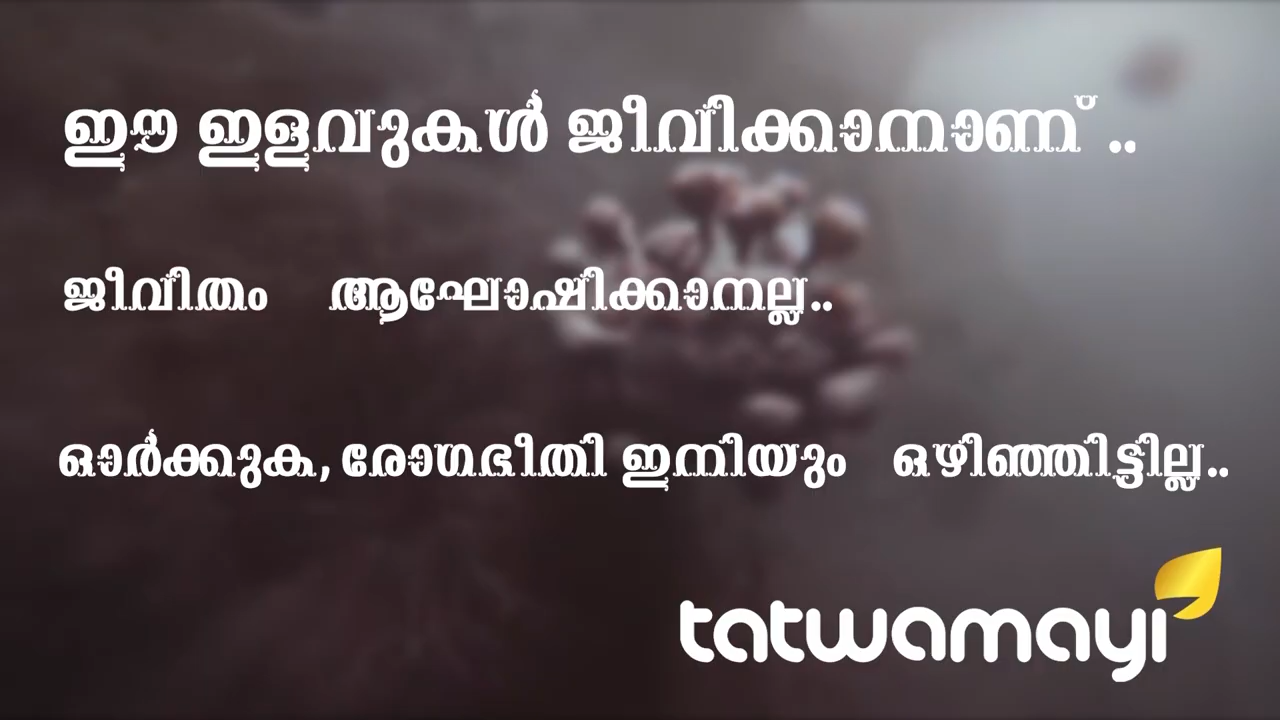 ഈ ഇളവുകൾ ജീവിക്കാനാണ് ..
ജീവിതം ആഘോഷിക്കാനല്ല..
ഓർക്കുക, രോഗഭീതി ഇനിയും ഒഴിഞ്ഞിട്ടില്ല..
tatwamayi